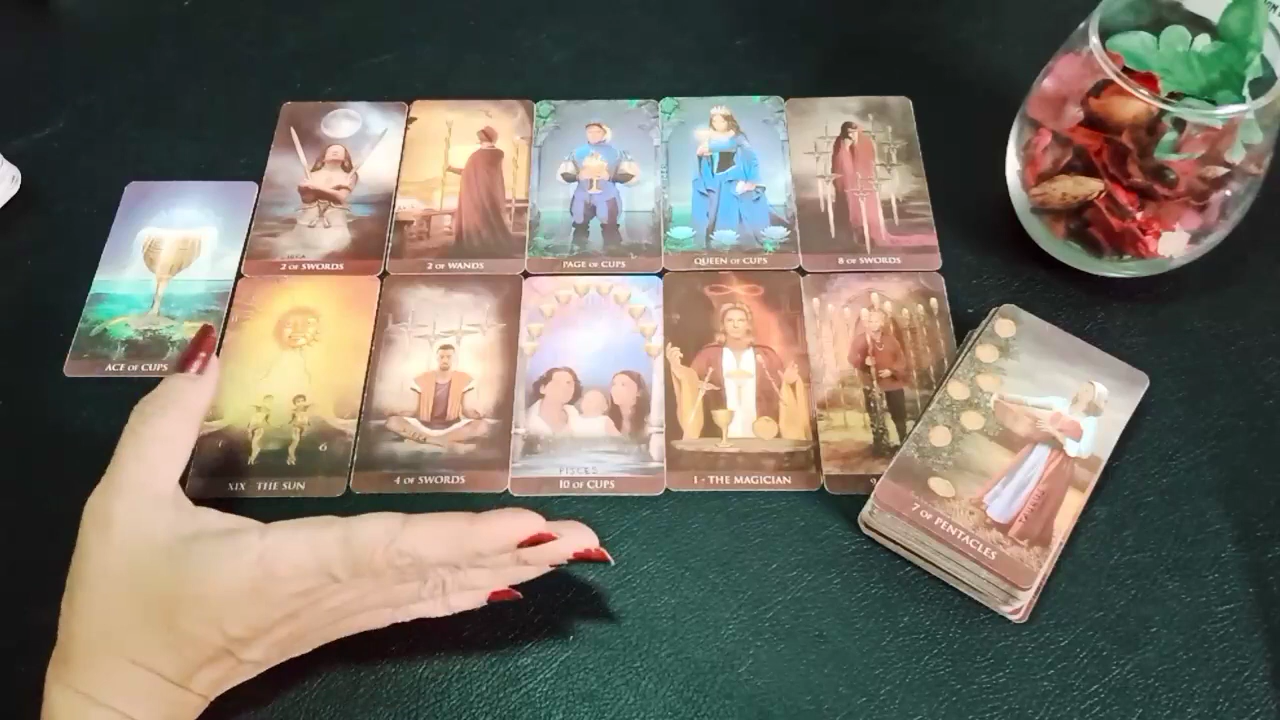 2 OF SWORDS
2 OF WANDS
PAGE OF CUPS
QUEEN OF CUPS
8 OF SWORDS
ACE OF CUPS
XIX THE SUN
4 OF SWORDS
PISCES
10 OF CUPS
1 - THE MAGICIAN
7 OF PENTACLES